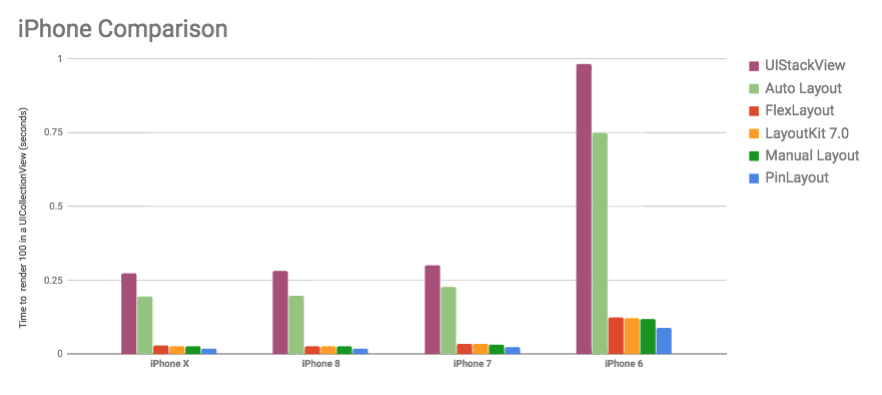 iPhone Comparison
Time to render 100 in a UICollectionView (seconds)
1
0.75
0.5
0.25
0
iPhone X
iPhone 8
iPhone 7
iPhone 6
UIStackView
Auto Layout
FlexLayout
LayoutKit 7.0
Manual Layout
PinLayout